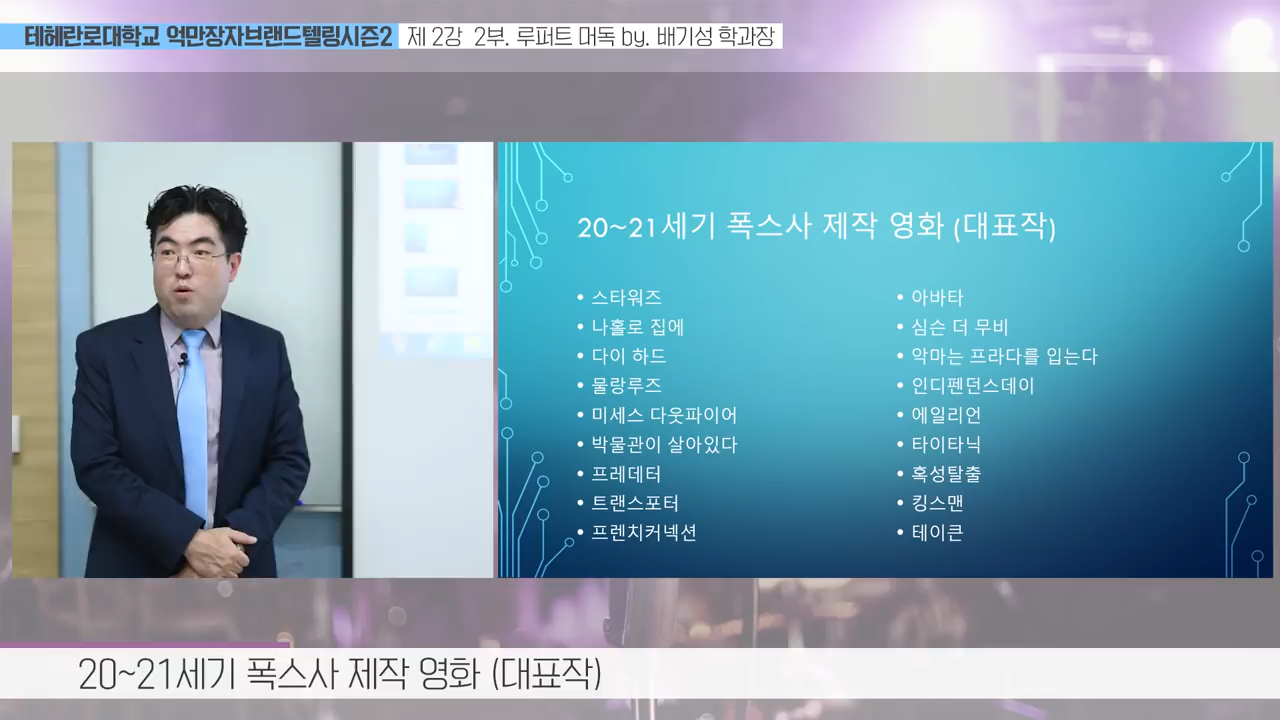 테헤란로대학교 억만장자브랜드텔링시즌2 제 2강 2부. 루퍼트 머독 by. 배기성 학과장
20~21세기 폭스사 제작 영화 (대표작)
• 스타워즈
• 나홀로 집에
• 다이 하드
• 물랑루즈
• 미세스 다웃파이어
• 박물관이 살아있다
• 프레데터
• 트랜스포터
• 프렌치커넥션
• 아바타
• 심슨 더 무비
• 악마는 프라다를 입는다
• 인디펜던스데이
• 에일리언
• 타이타닉
• 혹성탈출
• 킹스맨
• 테이큰
20~21세기 폭스사 제작 영화 (대표작)